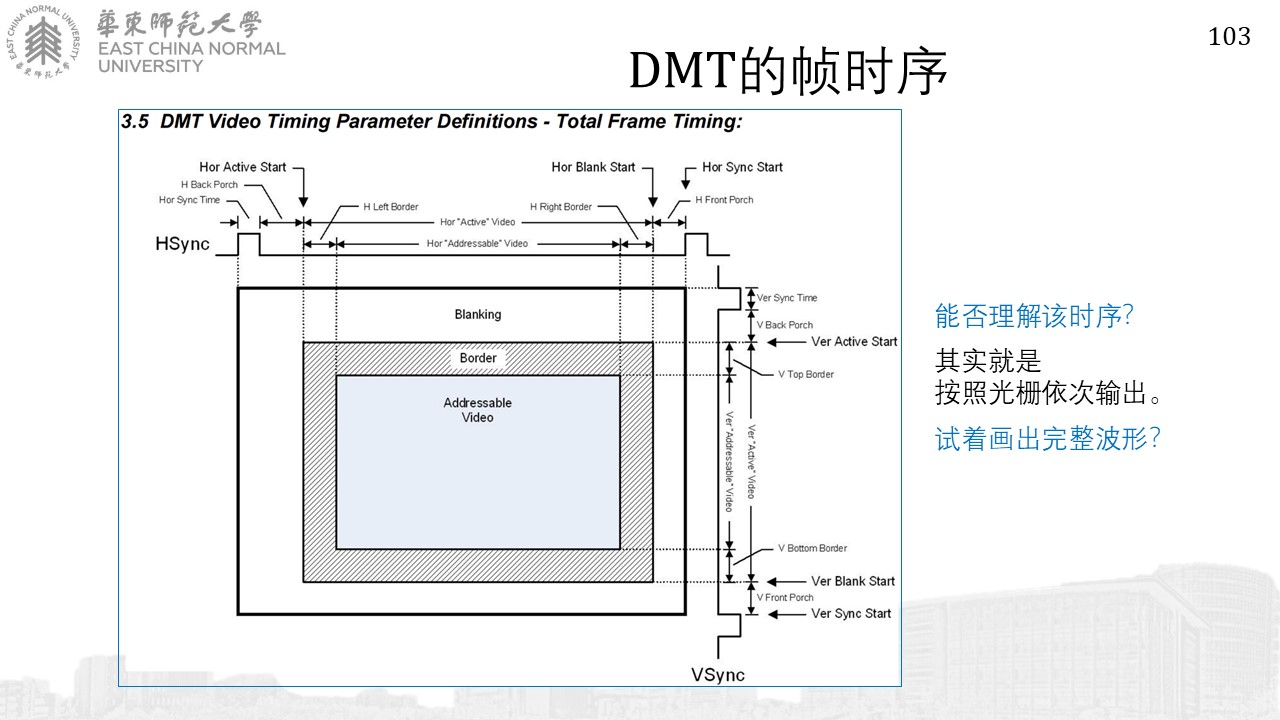 華東師範大學
EAST CHINA NORMAL
UNIVERSITY
EAST CHINA NORMAL UNIVERSITY
華東师范大学
103
DMT的帧时序
3.5 DMT Video Timing Parameter Definitions - Total Frame Timing:
Hor Active Start
Hor Blank Start
Hor Sync Start
H Back Porch
Hor Sync Time
H Left Border
H Right Border
H Front Porch
Hor "Active" Video
HSync
Hor "Addressable" Video
Blanking
Border
Addressable
Video
Ver Sync Time
V Back Porch
Ver Active Start
V Top Border
Ver "Addressable" Video
Ver "Active" Video
V Bottom Border
Ver Blank Start
V Front Porch
Ver Sync Start
VSync
能否理解该时序？
其实就是
按照光栅依次输出。
试着画出完整波形？